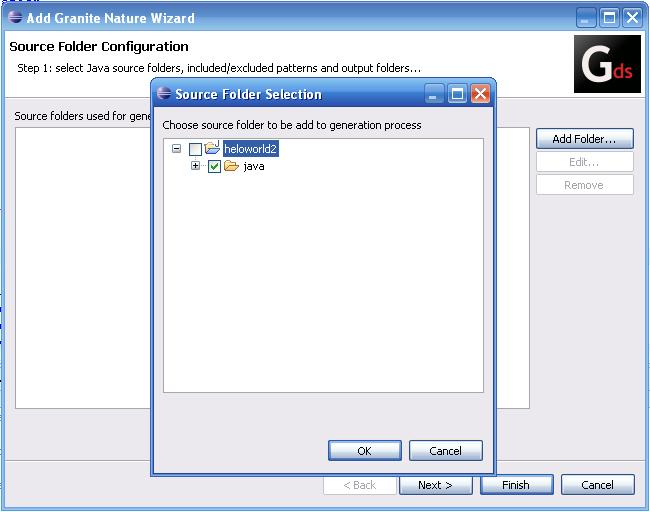 Add Granite Nature Wizard
Source Folder Configuration
Step 1: select Java source folders, included/excluded patterns and output folders...
Gds
Source Folder Selection
Source folders used for gene
Choose source folder to be add to generation process
heloworld2
java
Add Folder...
Edit...
Remove
OK
Cancel
< Back
Next >
Finish
Cancel